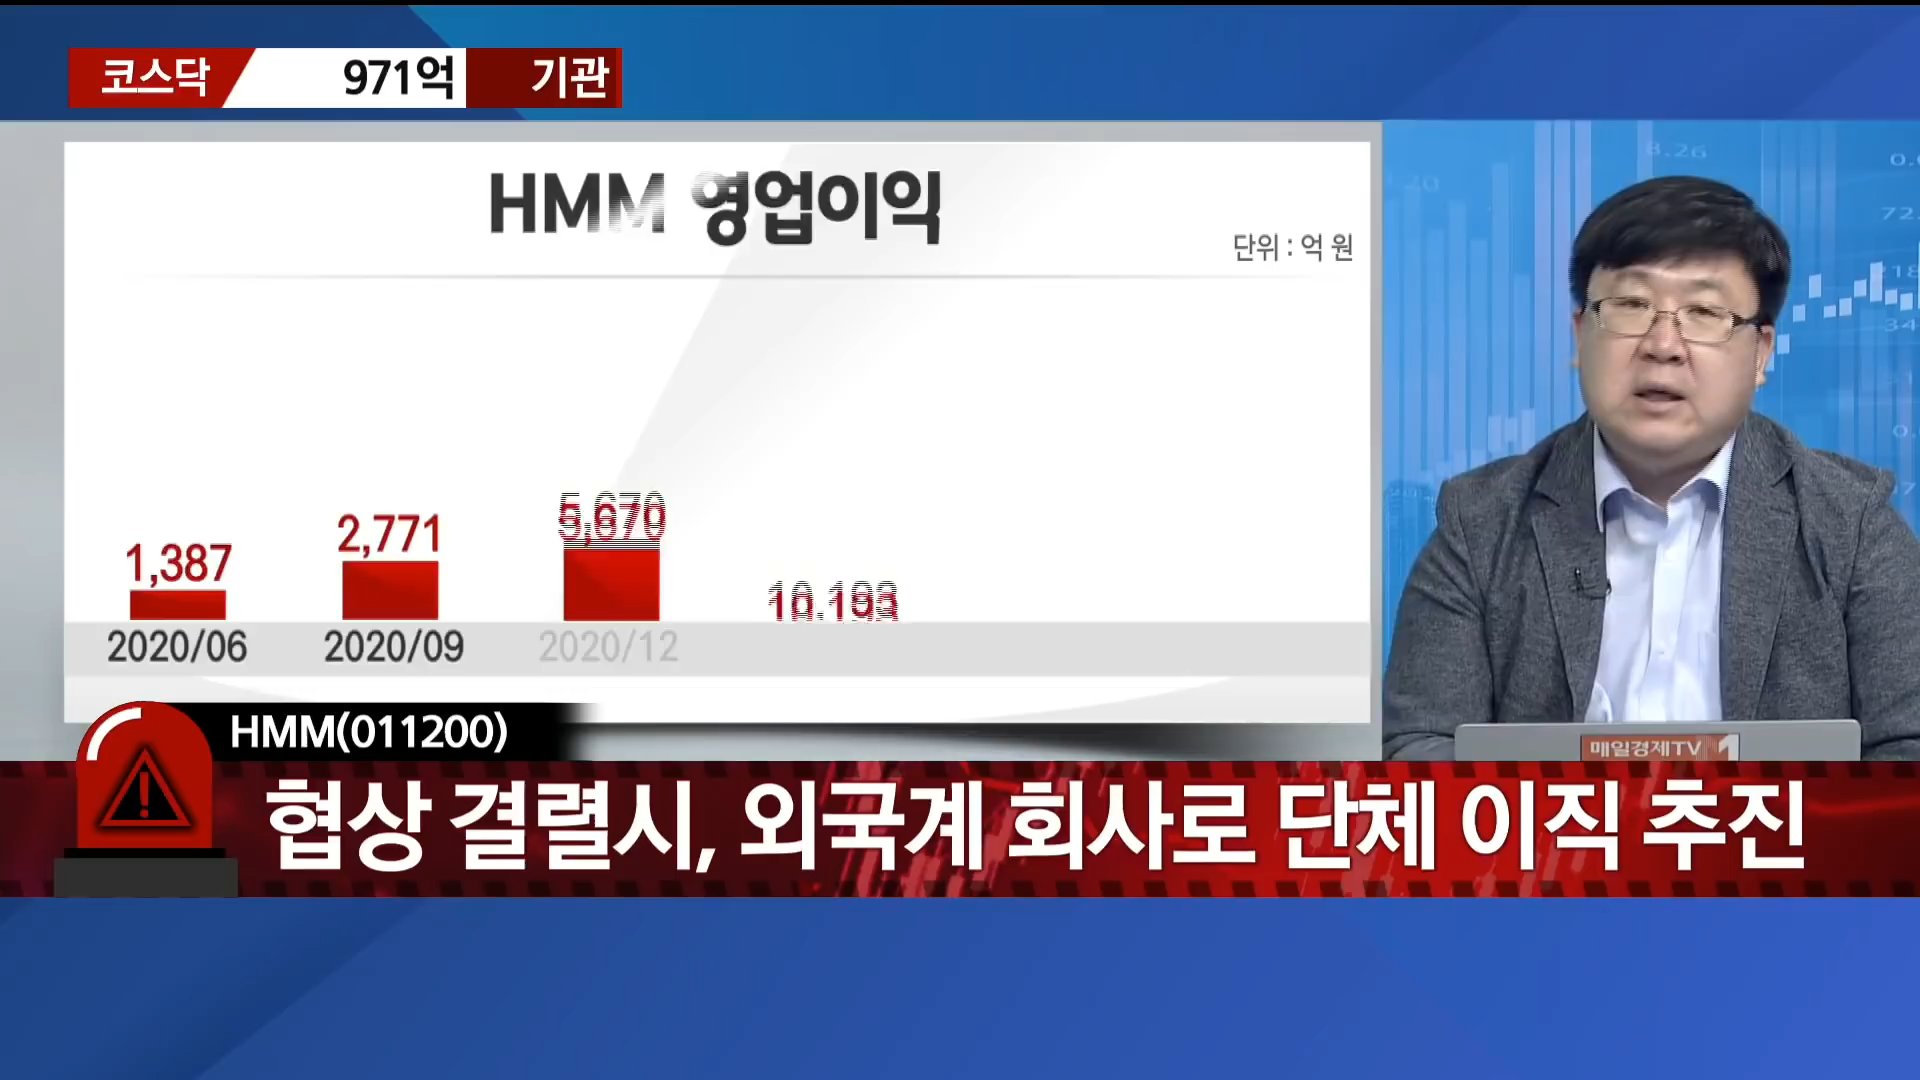 코스닥 971억 기관
HMM 영업이익
단위 : 억 원
1,387
2,771
5,670
10,193
2020/06
2020/09
2020/12
HMM(011200)
협상 결렬시, 외국계 회사로 단체 이직 추진
매일경제TV
8.26